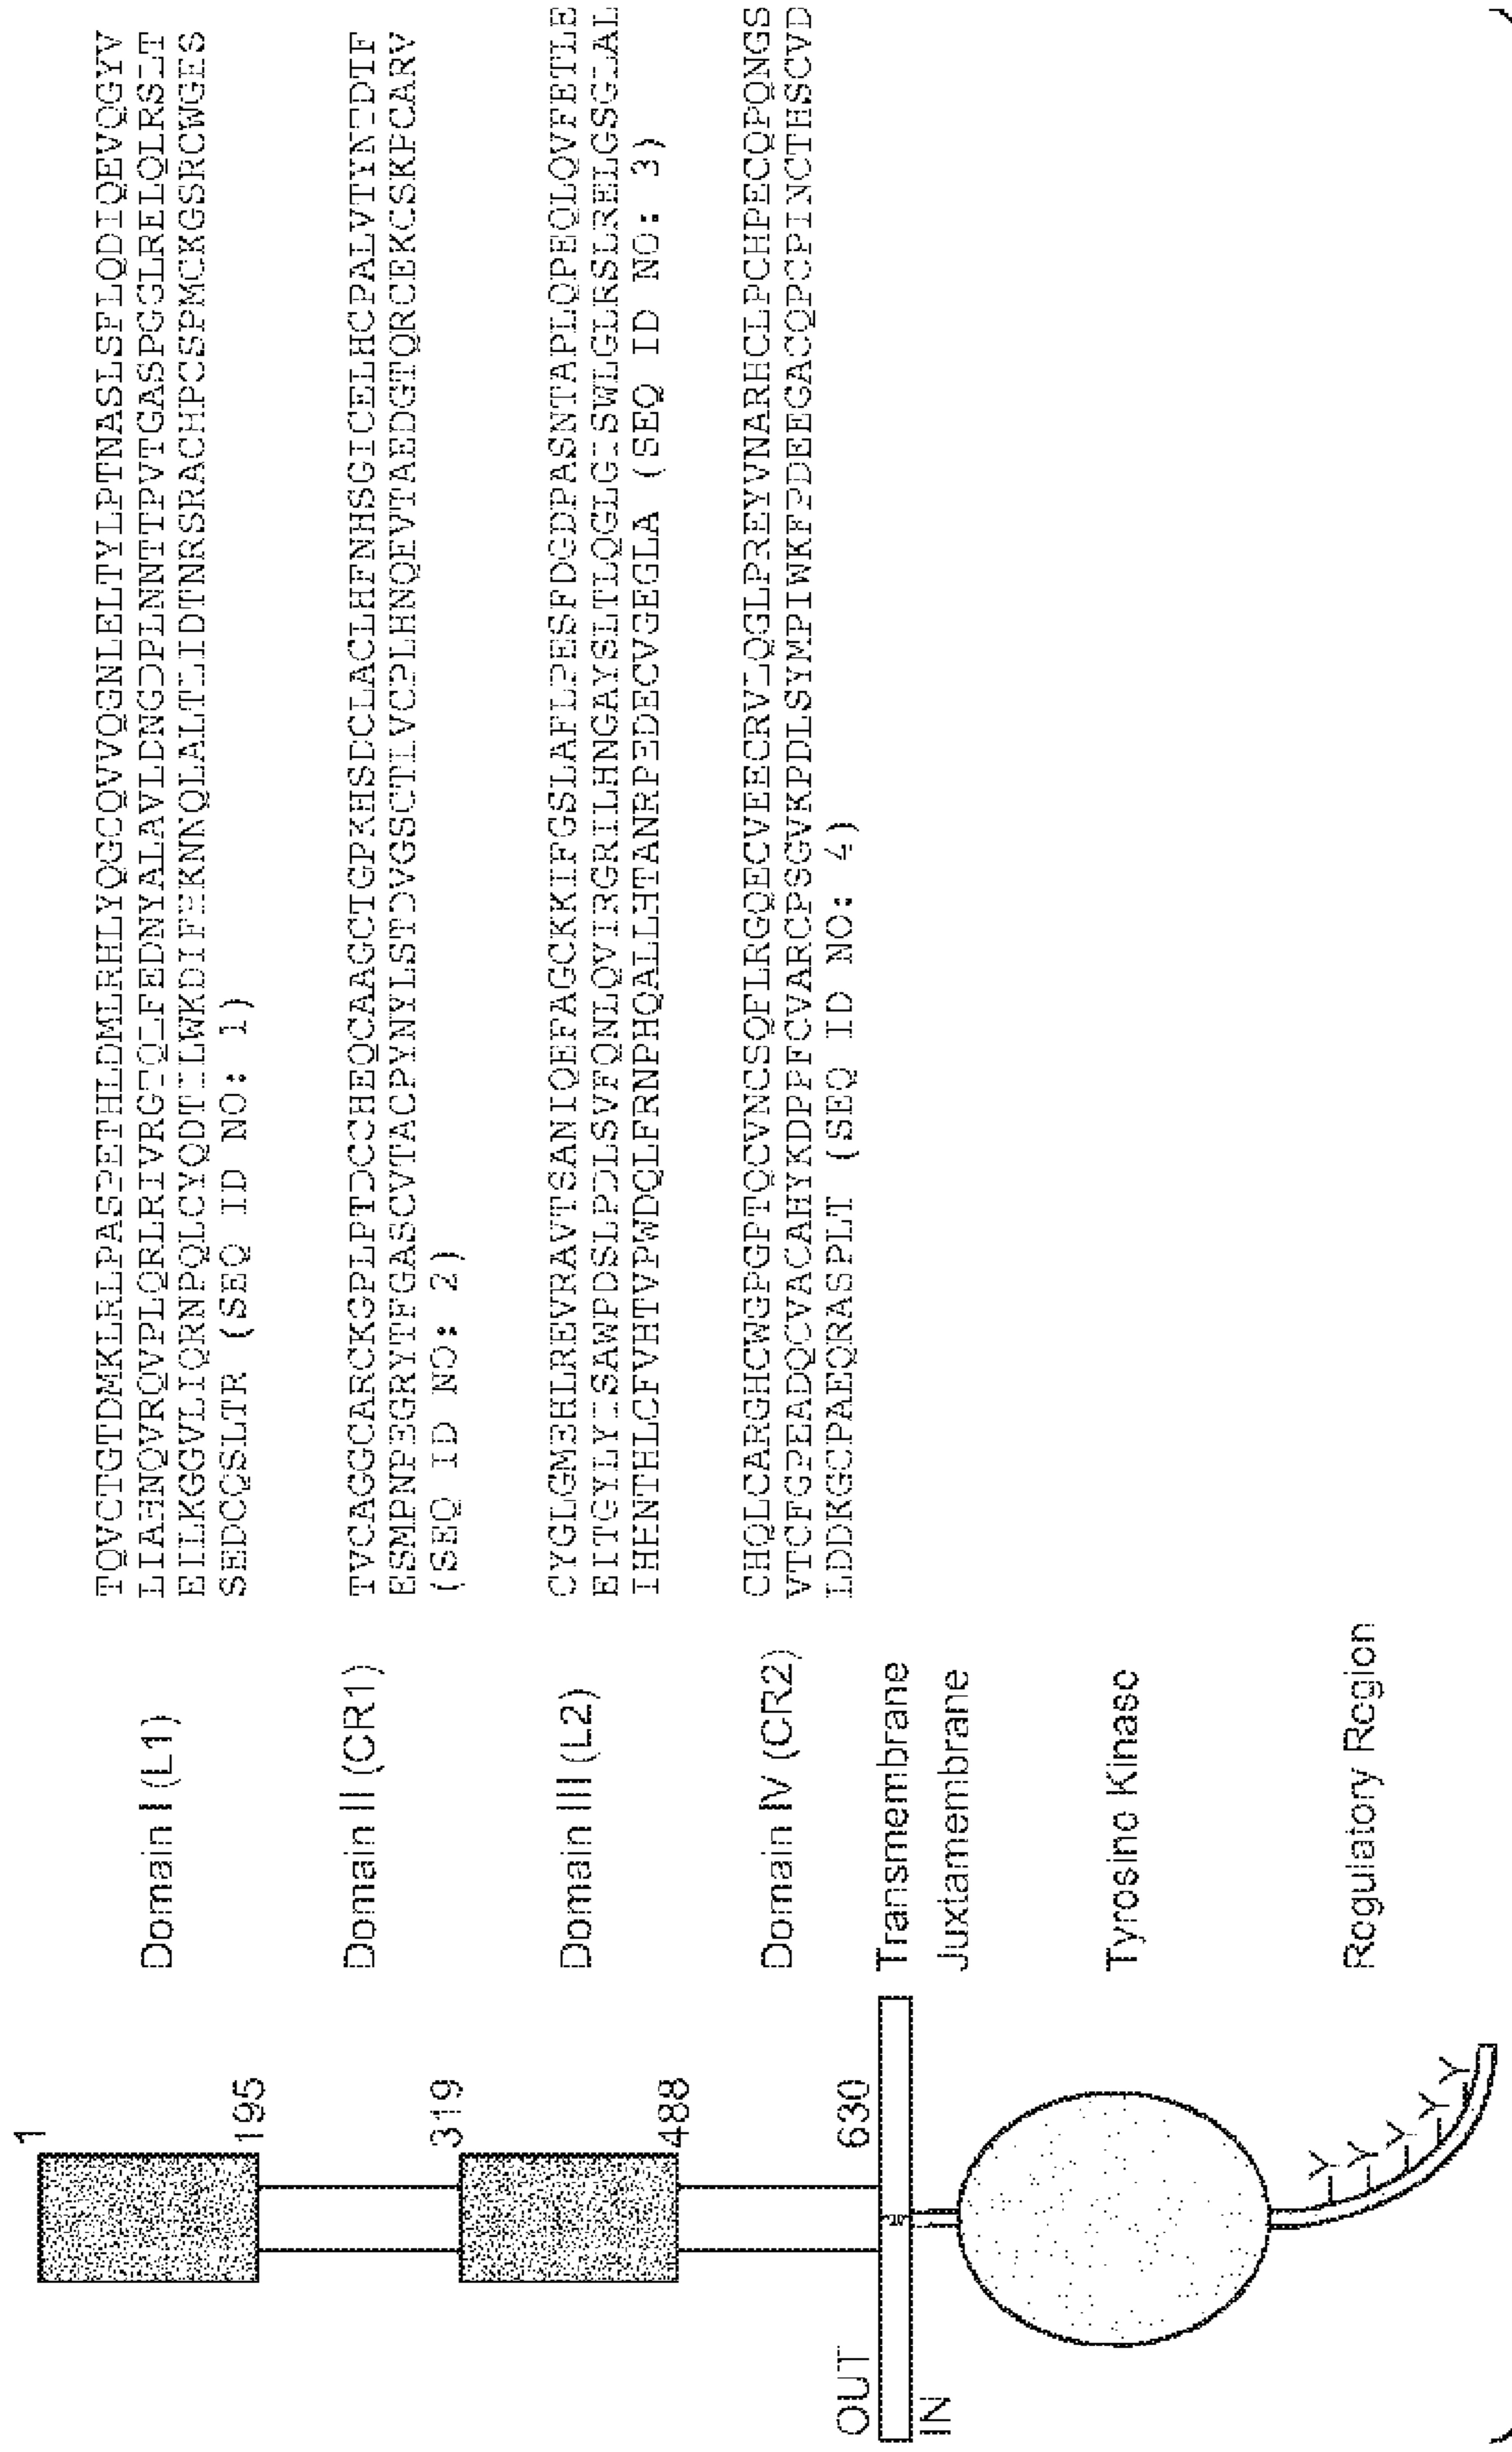 1
Domain I (L1)
TQVCTGTDMKLRLPASPETHLDMLRHLYQGCQVVQGNLELTYLPTNASLSFLQDIQEVQGYV
LIAHNQVRQVPLQRLRIVRGTQLFEDNYALAVLDNGDPLNNTTPVTGASPGGLRELQLRSLT
EILKGGVLIQRNPQLCYQDTILWKDIFHKNNQLALTLIDTNRSRACHPCSPMCKGSRCWGES
SEDCQSLTR (SEQ ID NO: 1)
195
Domain II (CR1)
TVCAGGCARCKGPLPTDCCHEQCAAGCTGPKHSDCLACLHFNHSGICELHCPALVTYNTDTF
ESMPNPEGRYTFGASCVTACPYNYLSTDVGSCTLVCPLHNQEVTAEDGTQRCEKCSKPCARV
(SEQ ID NO: 2)
319
Domain III (L2)
CYGLGMEHLREVRAVTSANIQEFAGCKKIFGSLAFLPESFDGDPASNTAPLQPEQLQVFETLE
EITGYLYISAWPDSLPDLSVFQNLQVIRGRILHNGAYSLTLQGLGISWLGLRSLRELGSGLAL
IHHNTHLCFVHTVPWDQLFRNPHQALLHTANRPEDECVGEGLA (SEQ ID NO: 3)
488
Domain IV (CR2)
CHQLCARGHCWGPGPTQCVNCSQFLRGQECVEECRVLQGLPREYVNARHCLPCHPECQPQNGS
VTCFGPEADQCVACAHYKDPPFCVARCPSGVKPDLSYMPIWKFPDEEGACQPCPINCTHSCVD
LDDKGCPAEQRASPLT (SEQ ID NO: 4)
630
OUT
Transmembrane
IN
Juxtamembrane
Tyrosine Kinase
Regulatory Region
Y
Y
Y
Y
Y